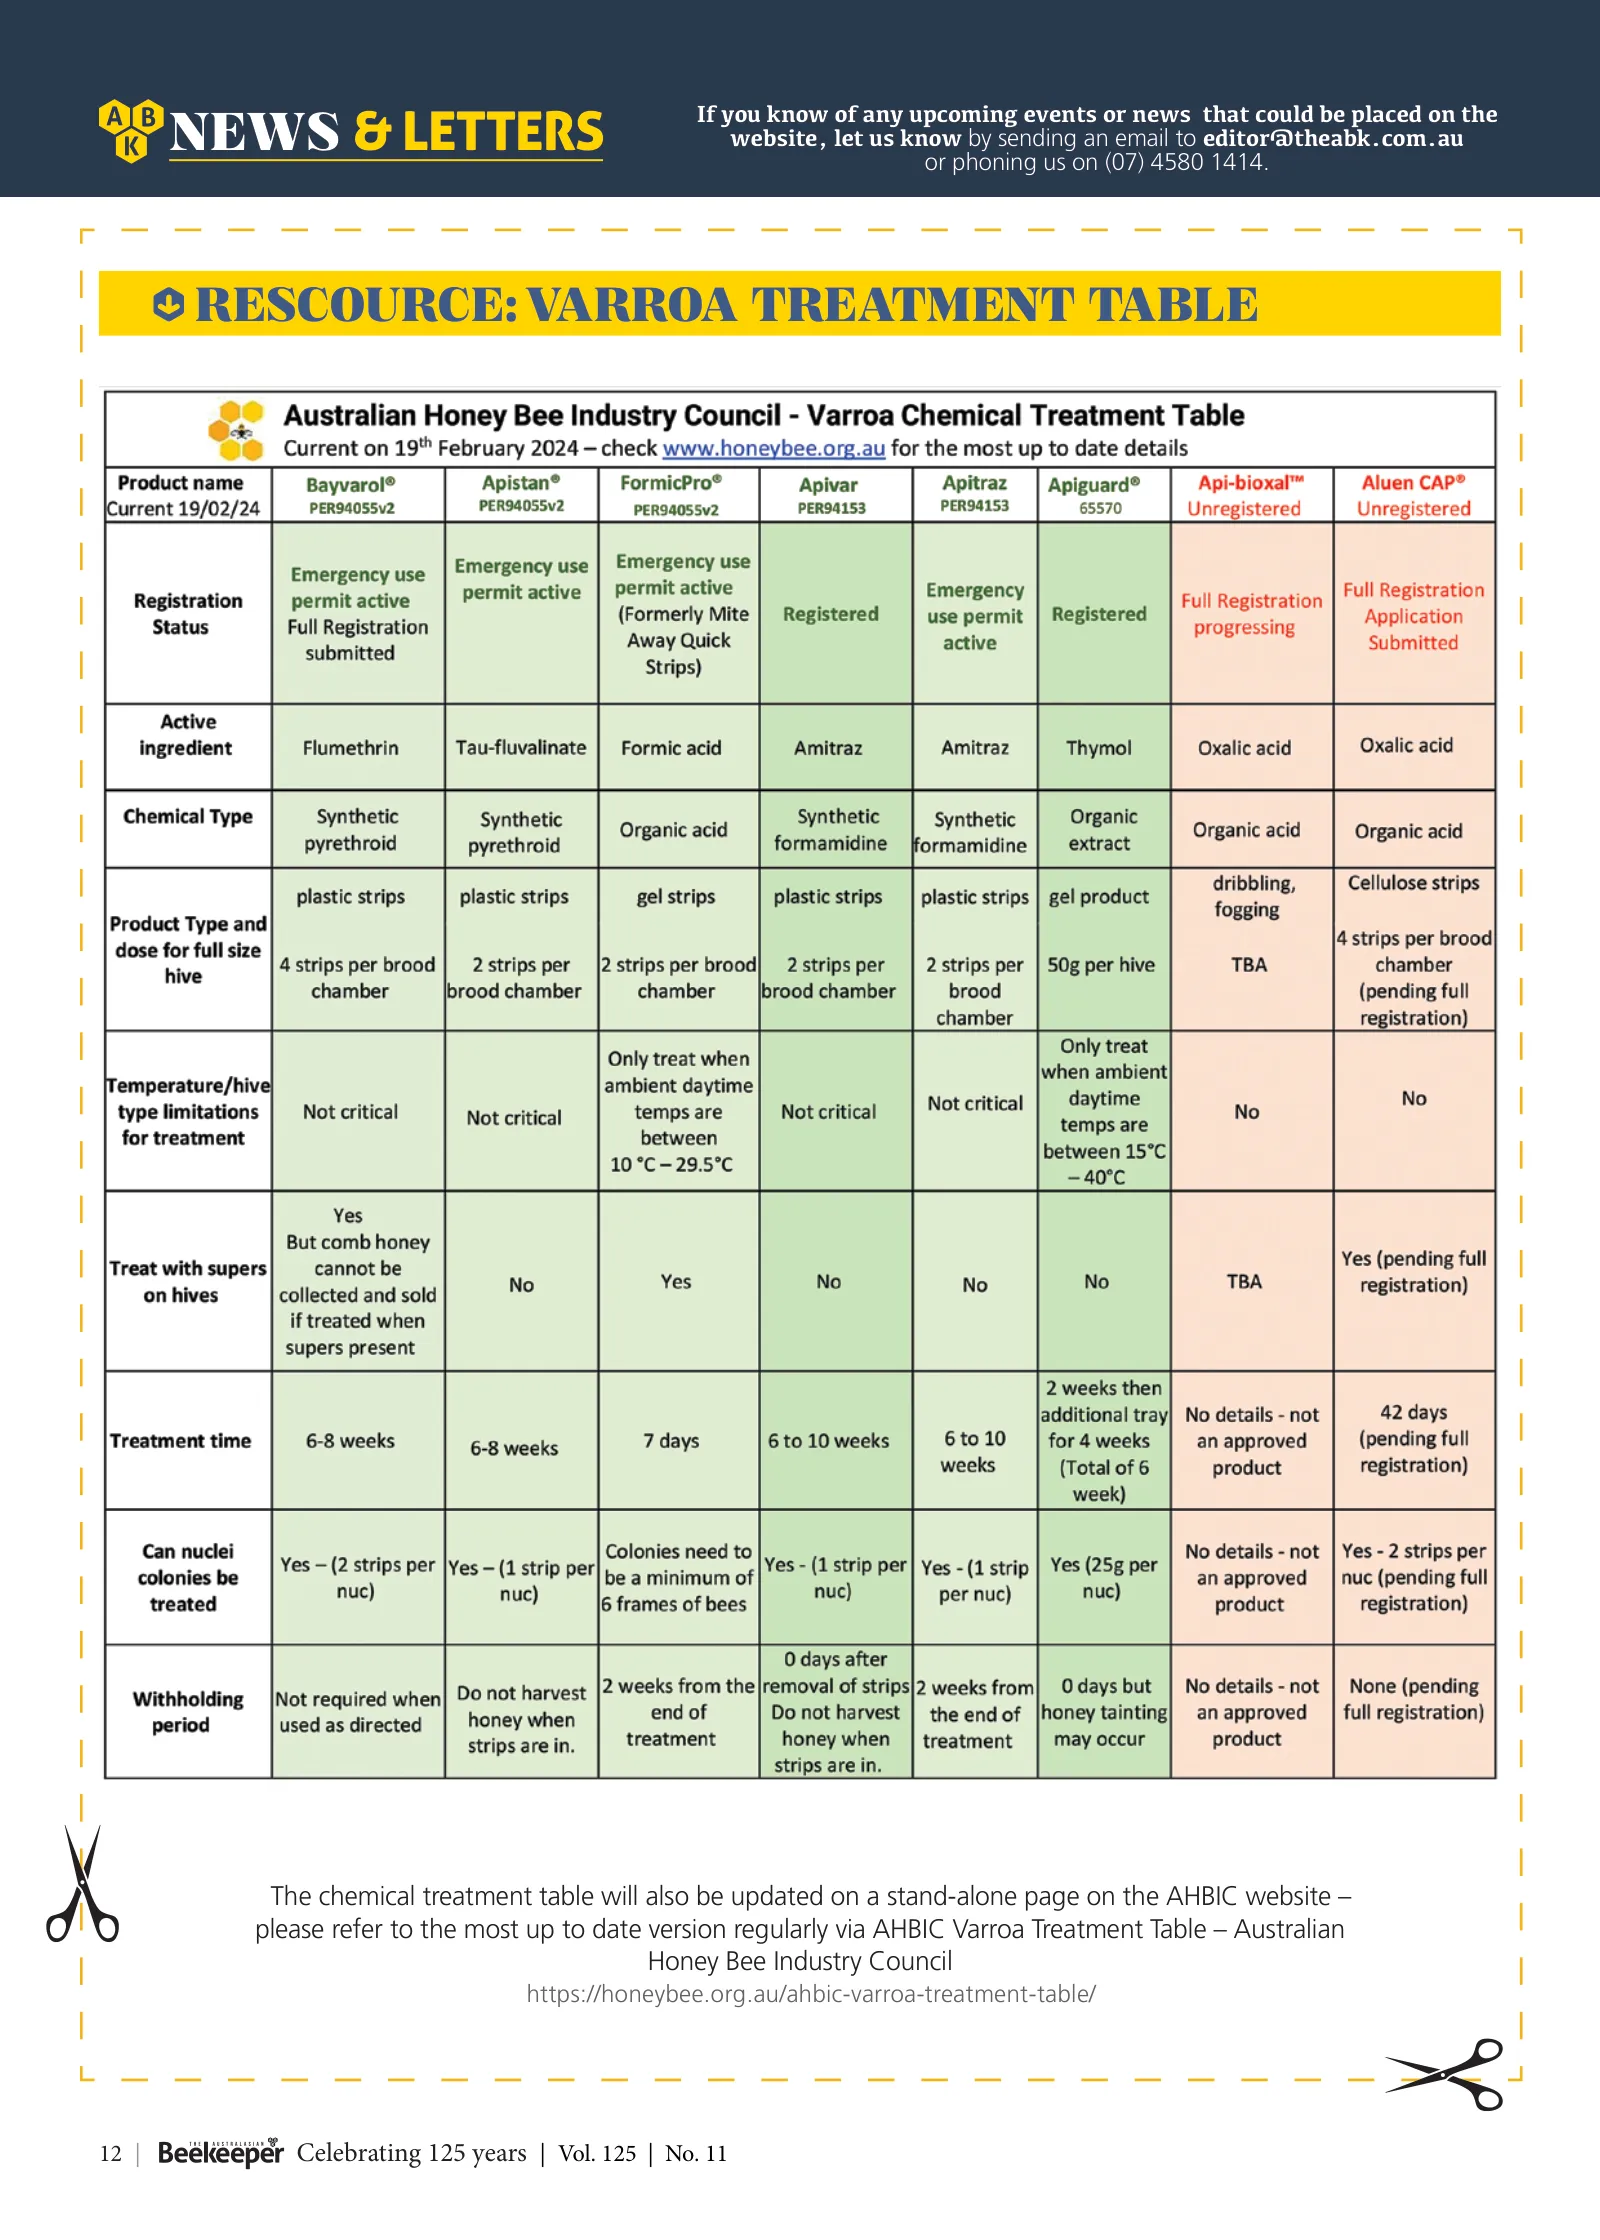 A B K NEWS & LETTERS
If you know of any upcoming events or news that could be placed on the
website, let us know by sending an email to editor@theabk.com.au
or phoning us on (07) 4580 1414.
RESCOURCE: VARROA TREATMENT TABLE
Australian Honey Bee Industry Council - Varroa Chemical Treatment Table
Current on 19th February 2024 – check www.honeybee.org.au for the most up to date details
Product name
Current 19/02/24
Bayvarol®
PER94055v2
Apistan®
PER94055v2
FormicPro®
PER94055v2
Apivar
PER94153
Apitraz
PER94153
Apiguard®
65570
Api-bioxal™
Unregistered
Aluen CAP®
Unregistered
Registration
Status
Emergency use
permit active
Full Registration
submitted
Emergency use
permit active
Emergency use
permit active
(Formerly Mite
Away Quick
Strips)
Registered
Emergency
use permit
active
Registered
Full Registration
progressing
Full Registration
Application
Submitted
Active
ingredient
Flumethrin
Tau-fluvalinate
Formic acid
Amitraz
Amitraz
Thymol
Oxalic acid
Oxalic acid
Chemical Type
Synthetic
pyrethroid
Synthetic
pyrethroid
Organic acid
Synthetic
formamidine
Synthetic
formamidine
Organic
extract
Organic acid
Organic acid
Product Type and
dose for full size
hive
plastic strips
4 strips per brood
chamber
plastic strips
2 strips per
brood chamber
gel strips
2 strips per brood
chamber
plastic strips
2 strips per
brood chamber
plastic strips
2 strips per
brood
chamber
gel product
50g per hive
dribbling,
fogging
TBA
Cellulose strips
4 strips per brood
chamber
(pending full
registration)
Temperature/hive
type limitations
for treatment
Not critical
Not critical
Only treat when
ambient daytime
temps are
between
10 °C – 29.5°C
Not critical
Not critical
Only treat
when ambient
daytime
temps are
between 15°C
– 40°C
No
No
Treat with supers
on hives
Yes
But comb honey
cannot be
collected and sold
if treated when
supers present
No
Yes
No
No
No
TBA
Yes (pending full
registration)
Treatment time
6-8 weeks
6-8 weeks
7 days
6 to 10 weeks
6 to 10
weeks
2 weeks then
additional tray
for 4 weeks
(Total of 6
week)
No details - not
an approved
product
42 days
(pending full
registration)
Can nuclei
colonies be
treated
Yes – (2 strips per
nuc)
Yes – (1 strip per
nuc)
Colonies need to
be a minimum of
6 frames of bees
Yes - (1 strip per
nuc)
Yes - (1 strip
per nuc)
Yes (25g per
nuc)
No details - not
an approved
product
Yes - 2 strips per
nuc (pending full
registration)
Withholding
period
Not required when
used as directed
Do not harvest
honey when
strips are in.
2 weeks from the
end of
treatment
0 days after
removal of strips
Do not harvest
honey when
strips are in.
2 weeks from
the end of
treatment
0 days but
honey tainting
may occur
No details - not
an approved
product
None (pending
full registration)
The chemical treatment table will also be updated on a stand-alone page on the AHBIC website –
please refer to the most up to date version regularly via AHBIC Varroa Treatment Table – Australian
Honey Bee Industry Council
https://honeybee.org.au/ahbic-varroa-treatment-table/
12 | THE AUSTRALASIAN Beekeeper Celebrating 125 years | Vol. 125 | No. 11